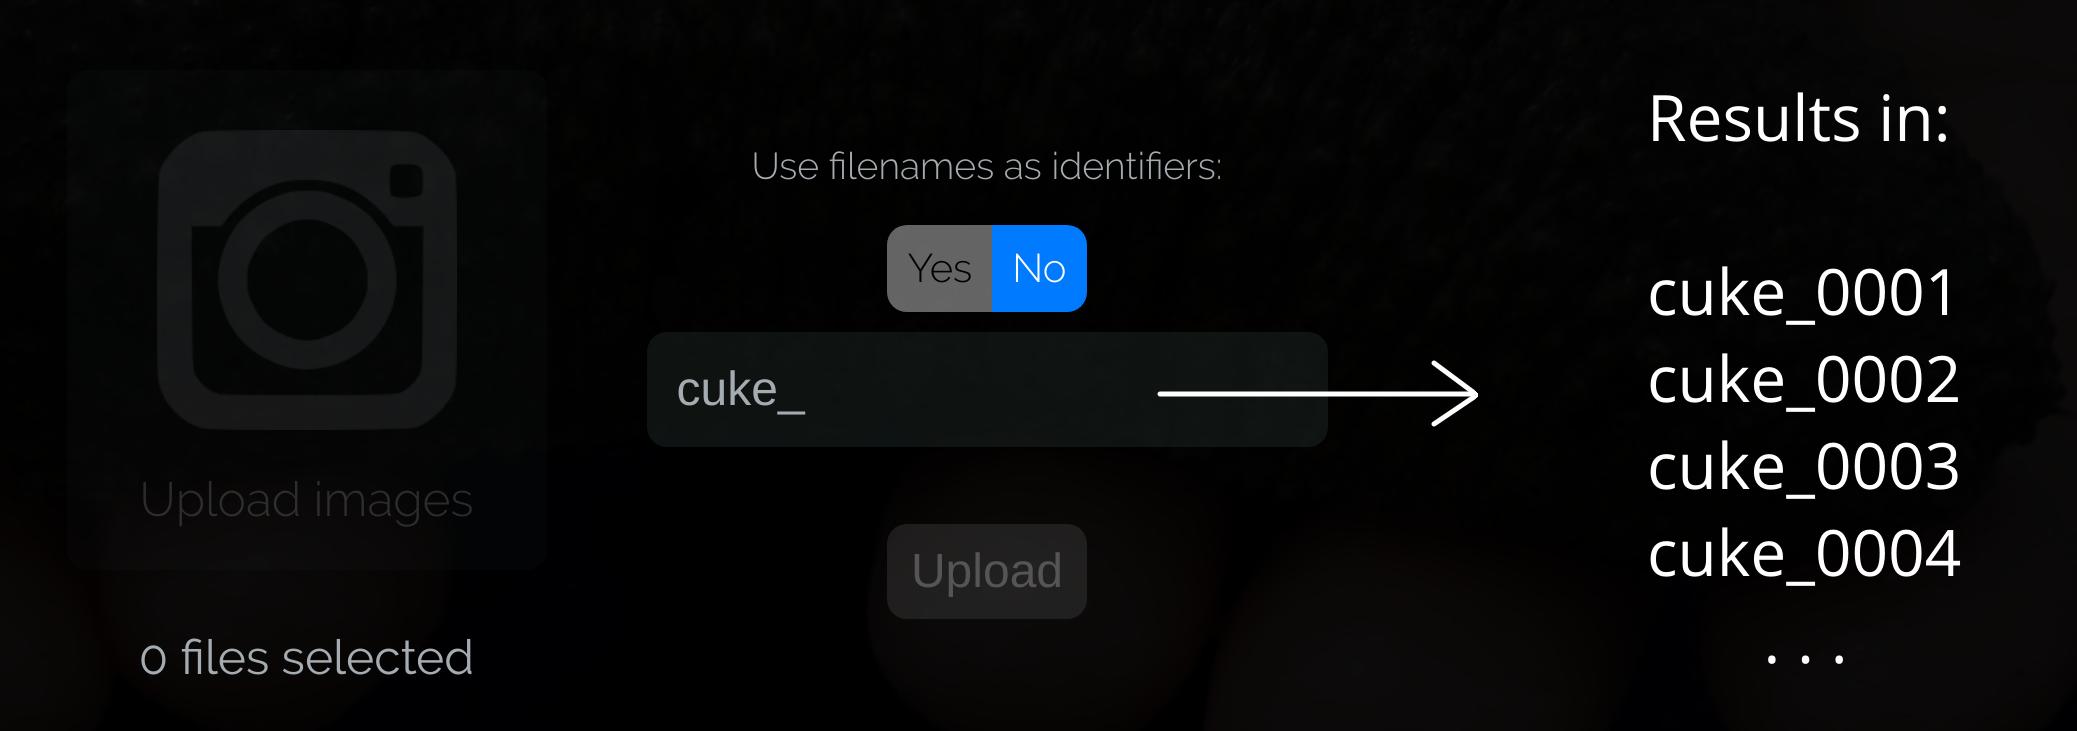 Upload images
0 files selected
Use filenames as identifiers:
Yes No
cuke_
Upload
Results in:
cuke_0001
cuke_0002
cuke_0003
cuke_0004
...